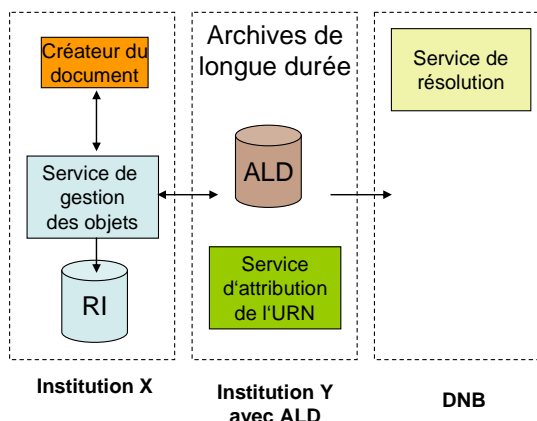 Créateur du
document
Service de
gestion
des objets
RI
Institution X
Archives de
longue durée
ALD
Service
d'attribution
de l'URN
Institution Y
avec ALD
Service de
résolution
DNB